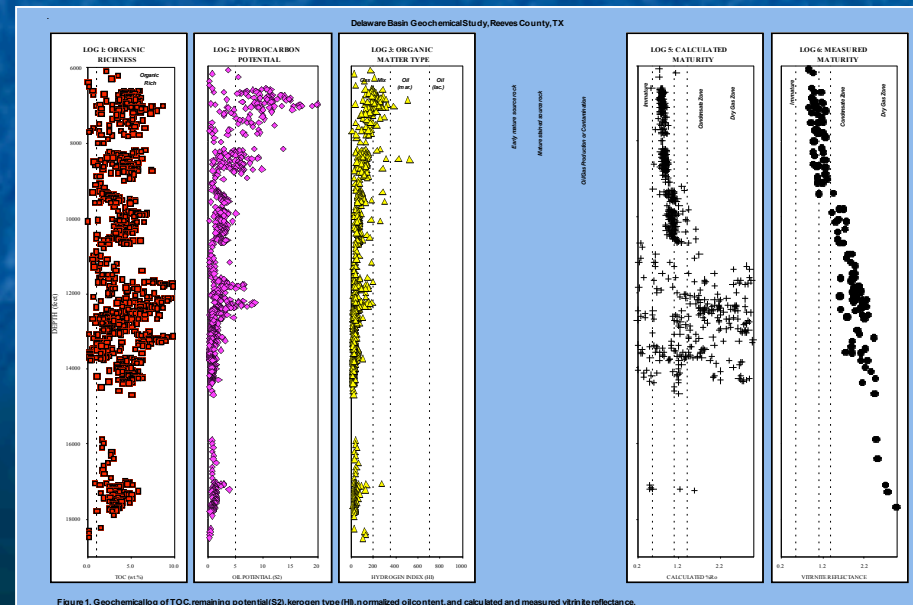 Delaware Basin Geochemical Study, Reeves County, TX
LOG 1: ORGANIC
RICHNESS
Organic
Rich
6000
8000
10000
12000
14000
16000
18000
DEPTH (feet)
0.0
5.0
10.0
TOC (wt.%)
LOG 2: HYDROCARBON
POTENTIAL
0
5
10
15
20
OIL POTENTIAL (S2)
LOG 3: ORGANIC
MATTER TYPE
Gas
Mix
Oil
(mar.)
Oil
(lac.)
0
200
400
600
800
1000
HYDROGEN INDEX (HI)
Early mature source rock
Mature stained source rock
Oil/Gas Production or Contamination
LOG 5: CALCULATED
MATURITY
Immature
Condensate Zone
Dry Gas Zone
0.2
1.2
2.2
CALCULATED %Ro
LOG 6: MEASURED
MATURITY
Immature
Condensate Zone
Dry Gas Zone
0.2
1.2
2.2
VITRINITE REFLECTANCE
Figure 1. Geochemical log of TOC, remaining potential (S2), kerogen type (HI), normalized oil content, and calculated and measured vitrinite reflectance.